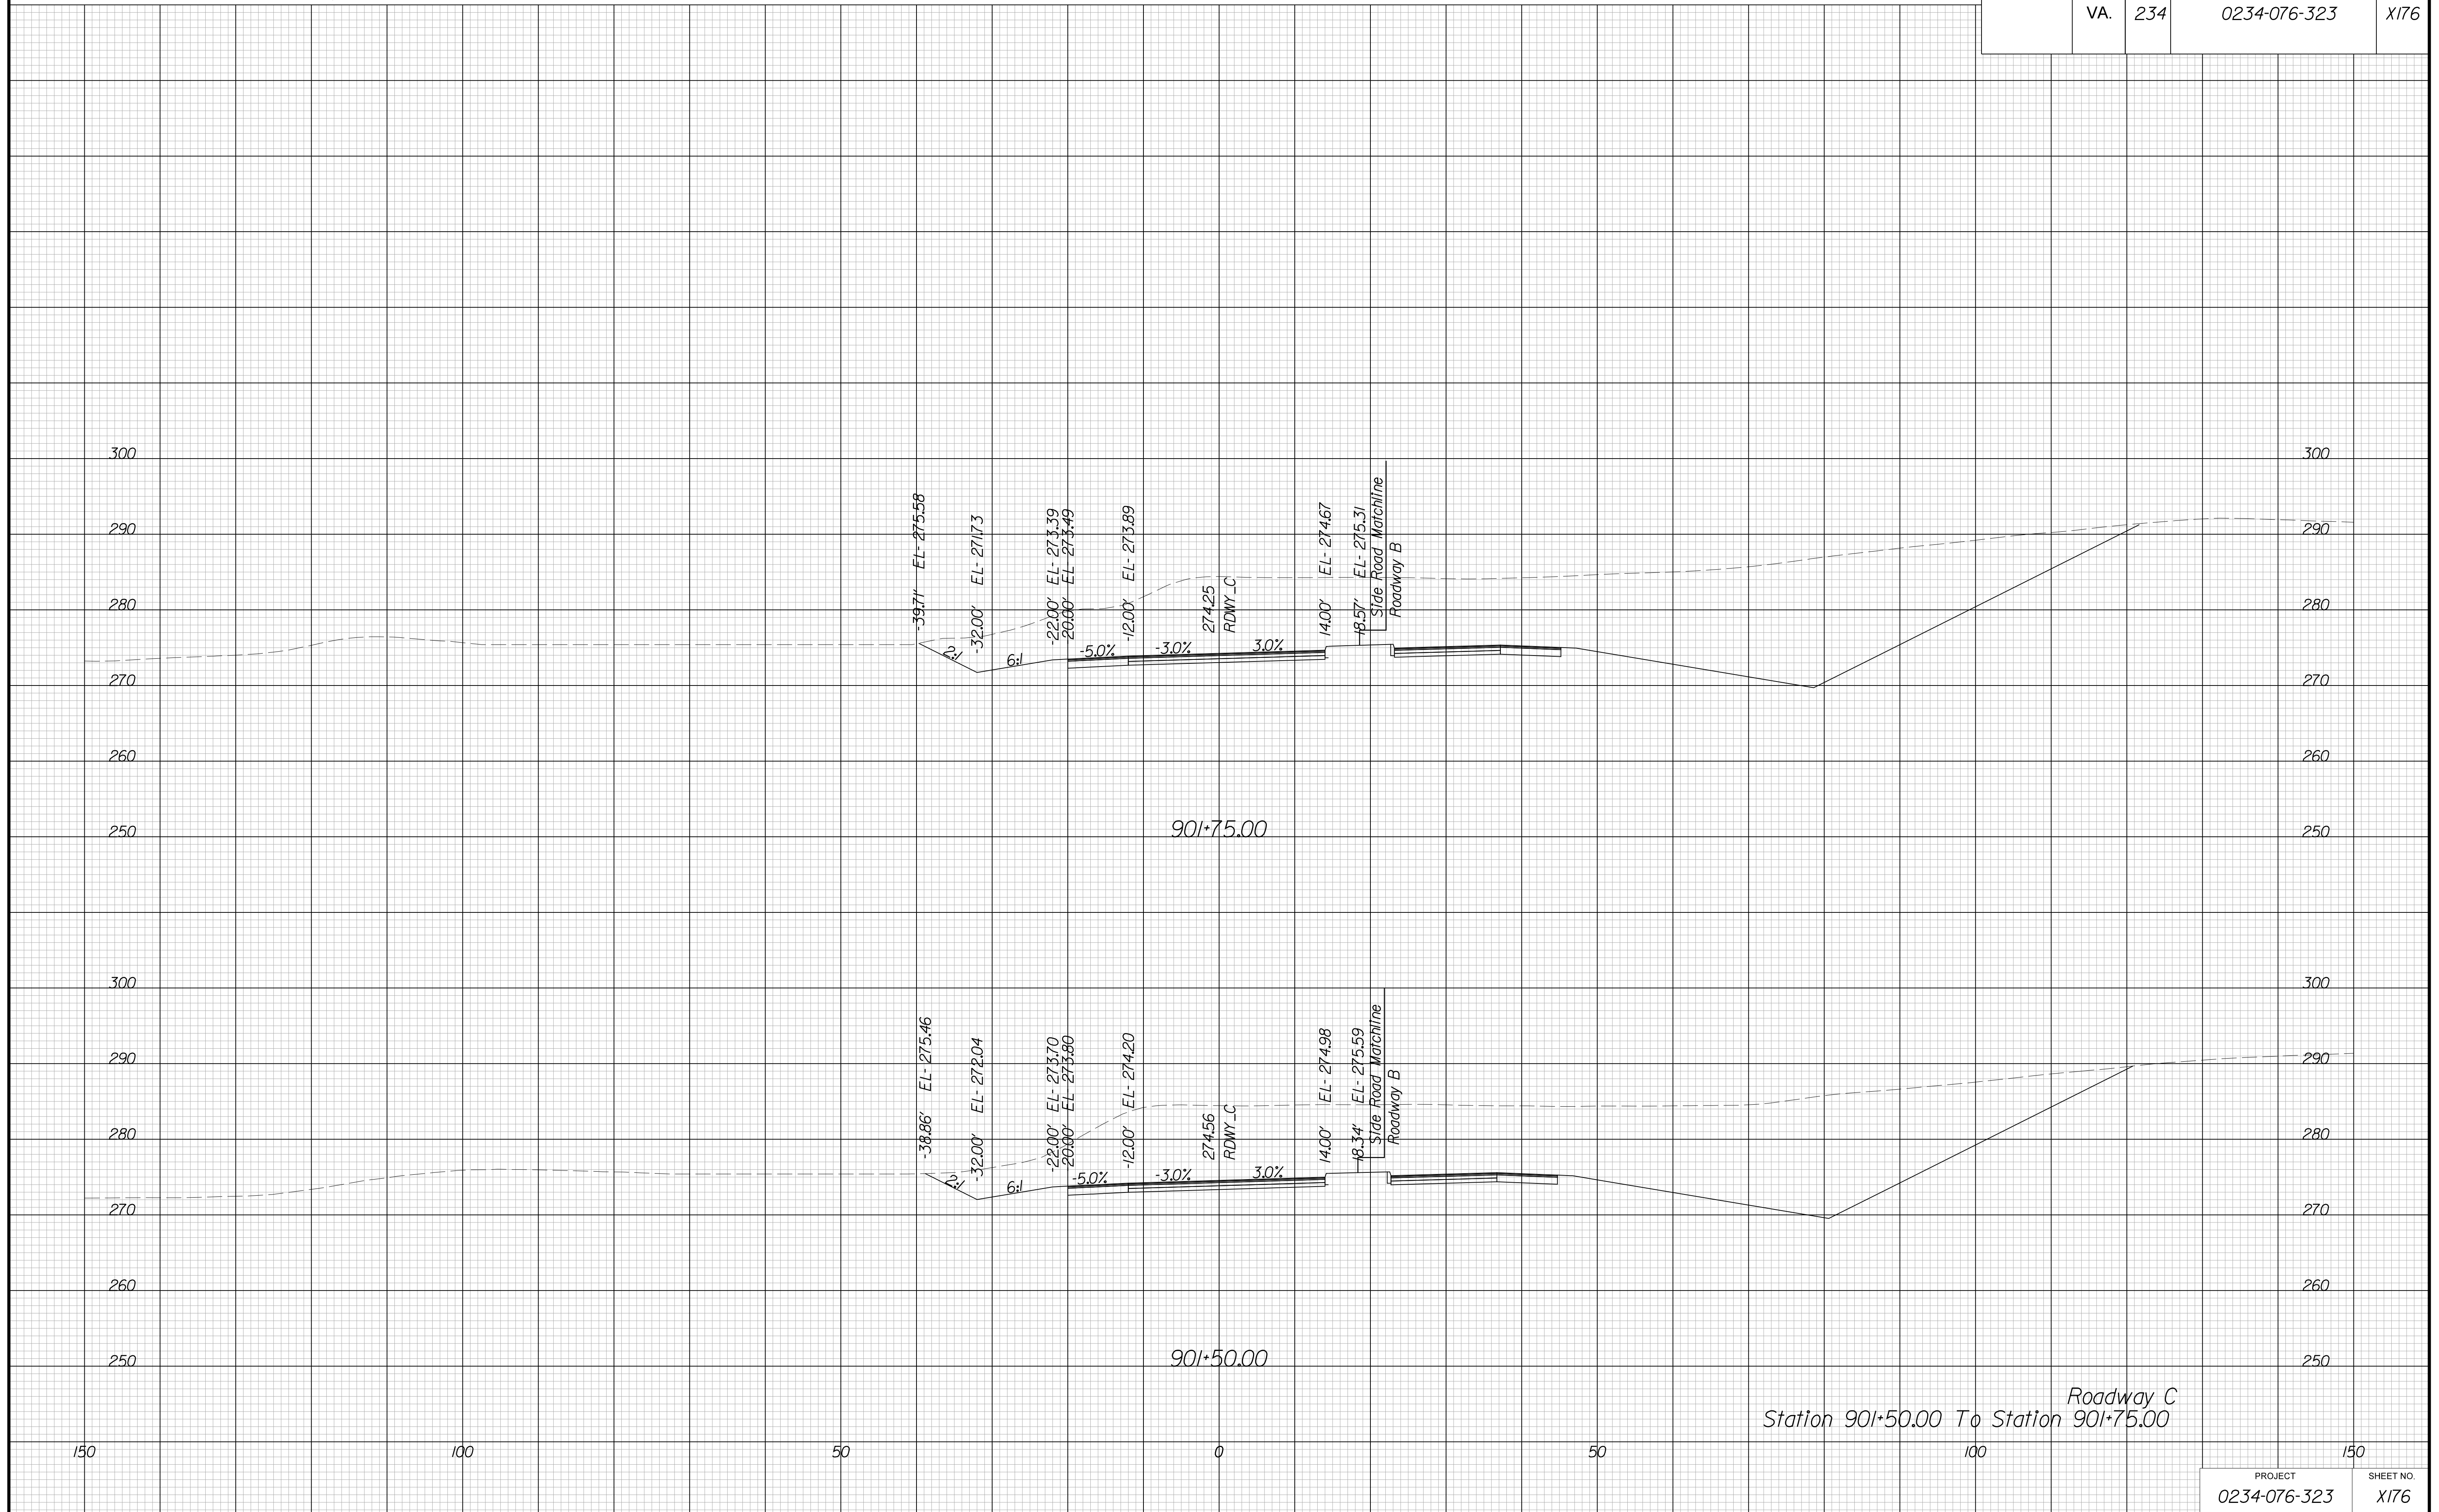 VA. 234 0234-076-323 X176
300 300
290 290
280 280
270 270
260 260
250 250
-39.71' EL- 275.58
-32.00' EL- 271.73
-22.00' EL- 273.39
20.00' EL- 273.49
-12.00' EL- 273.89
274.25
RDWY_C
14.00' EL- 274.67
18.57' EL- 275.31
Side Road Matchline
Roadway B
2:1 6:1 -5.0% -3.0% 3.0%
901+75.00
300 300
290 290
280 280
270 270
260 260
250 250
-38.86' EL- 275.46
-32.00' EL- 272.04
-22.00' EL- 273.70
20.00' EL- 273.80
-12.00' EL- 274.20
274.56
RDWY_C
14.00' EL- 274.98
18.34' EL- 275.59
Side Road Matchline
Roadway B
2:1 6:1 -5.0% -3.0% 3.0%
901+50.00
Roadway C
Station 901+50.00 To Station 901+75.00
150 100 50 0 50 100 150
PROJECT SHEET NO.
0234-076-323 X176